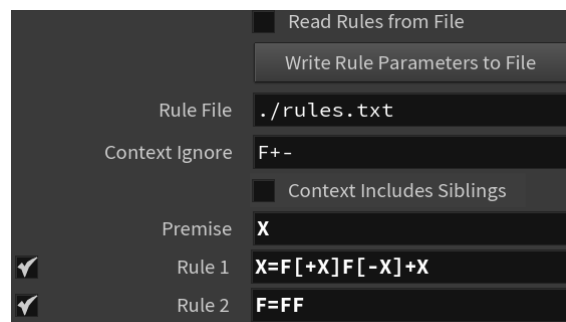 Read Rules from File
Write Rule Parameters to File
Rule File ./rules.txt
Context Ignore F+-
Context Includes Siblings
Premise X
Rule 1 X=F[+X]F[-X]+X
Rule 2 F=FF